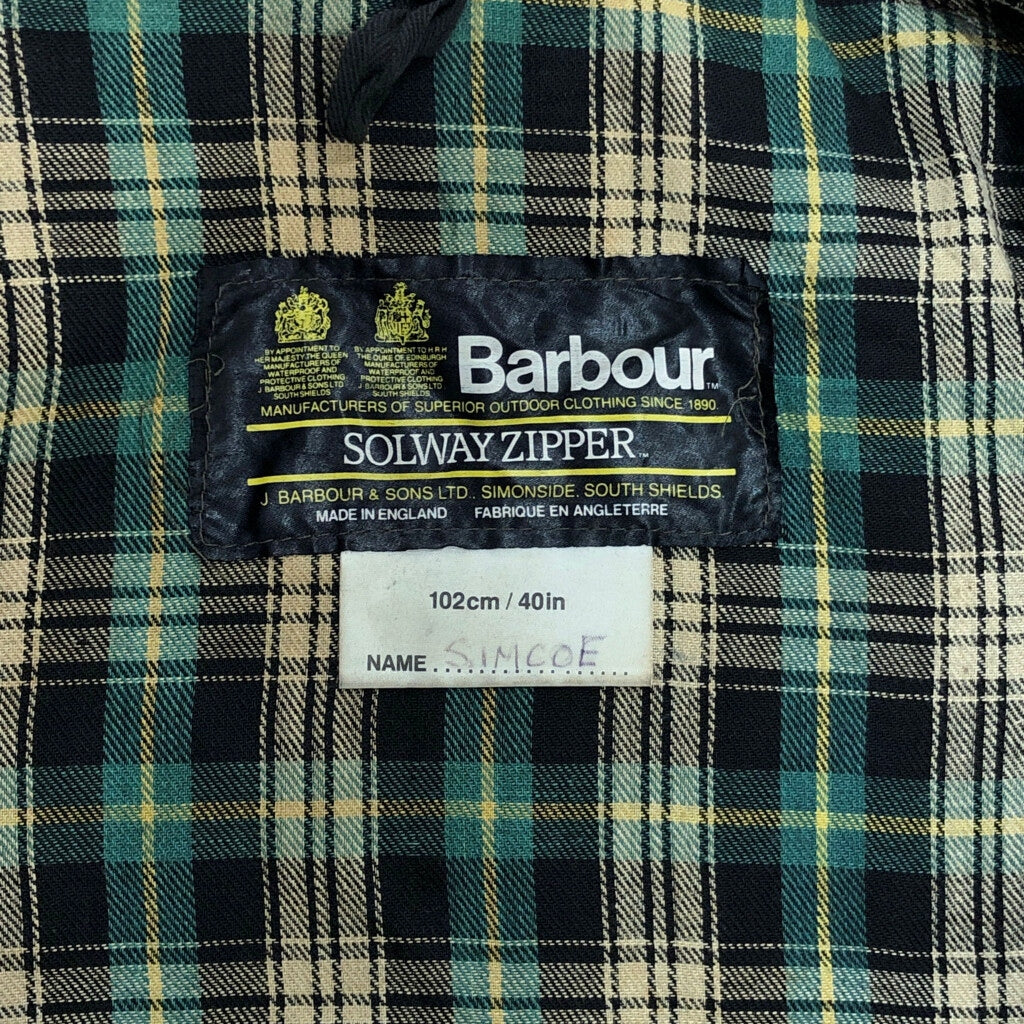 BY APPOINTMENT TO
HER MAJESTY THE QUEEN
MANUFACTURERS OF
WATERPROOF AND
PROTECTIVE CLOTHING
J. BARBOUR & SONS LTD
SOUTH SHIELDS
BY APPOINTMENT TO H R H
THE DUKE OF EDINBURGH
MANUFACTURERS OF
WATERPROOF AND
PROTECTIVE CLOTHING
J. BARBOUR & SONS LTD
SOUTH SHIELDS
Barbour™
MANUFACTURERS OF SUPERIOR OUTDOOR CLOTHING SINCE 1890
SOLWAY ZIPPER™
J. BARBOUR & SONS LTD., SIMONSIDE, SOUTH SHIELDS
MADE IN ENGLAND FABRIQUE EN ANGLETERRE
102cm / 40in
NAME SIMCOE